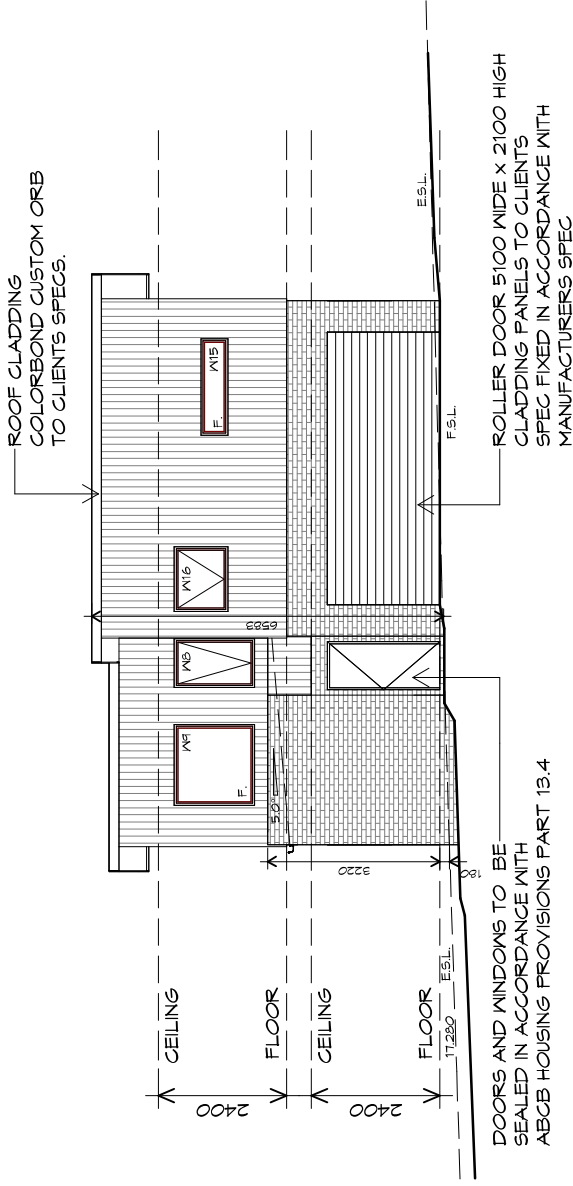 ROOF CLADDING
COLORBOND CUSTOM ORB
TO CLIENTS SPECS.
CEILING
FLOOR
CEILING
FLOOR
2400
2400
W9
F.
W8
W16
W15
F.
5.0°
6583
3220
180
17.280
E.S.L.
F.S.L.
E.S.L.
DOORS AND WINDOWS TO BE
SEALED IN ACCORDANCE WITH
ABCB HOUSING PROVISIONS PART 13.4
ROLLER DOOR 5100 WIDE x 2100 HIGH
CLADDING PANELS TO CLIENTS
SPEC FIXED IN ACCORDANCE WITH
MANUFACTURERS SPEC